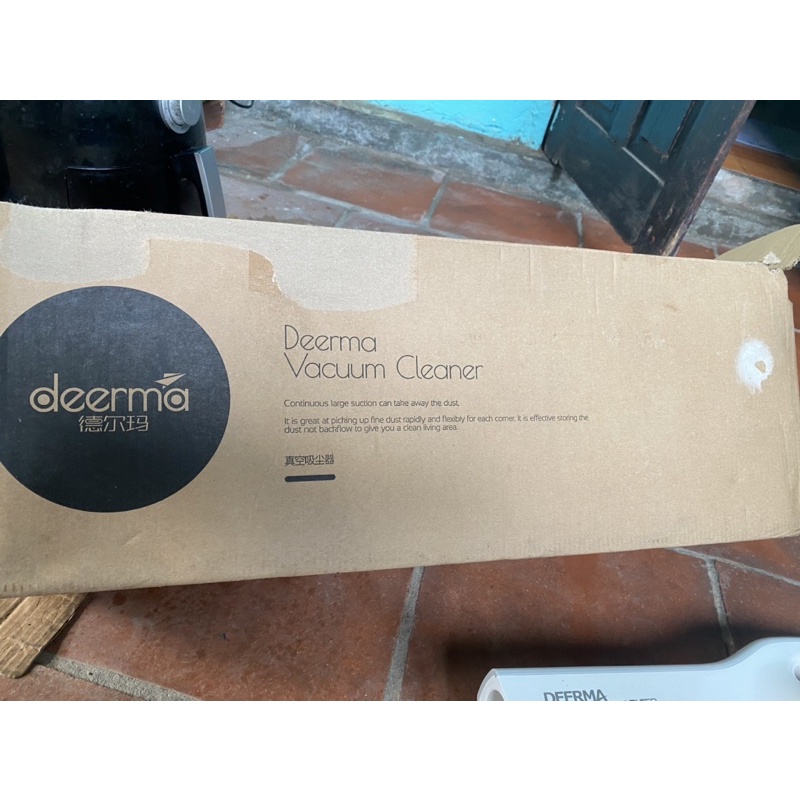 deerma
德尔玛
Deerma
Vacuum Cleaner
Continuous large suction can take away the dust.
It is great at picking up fine dust rapidly and flexibly for each corner. It is effective storing the
dust not backflow to give you a clean living area.
真空吸尘器
DEERMA